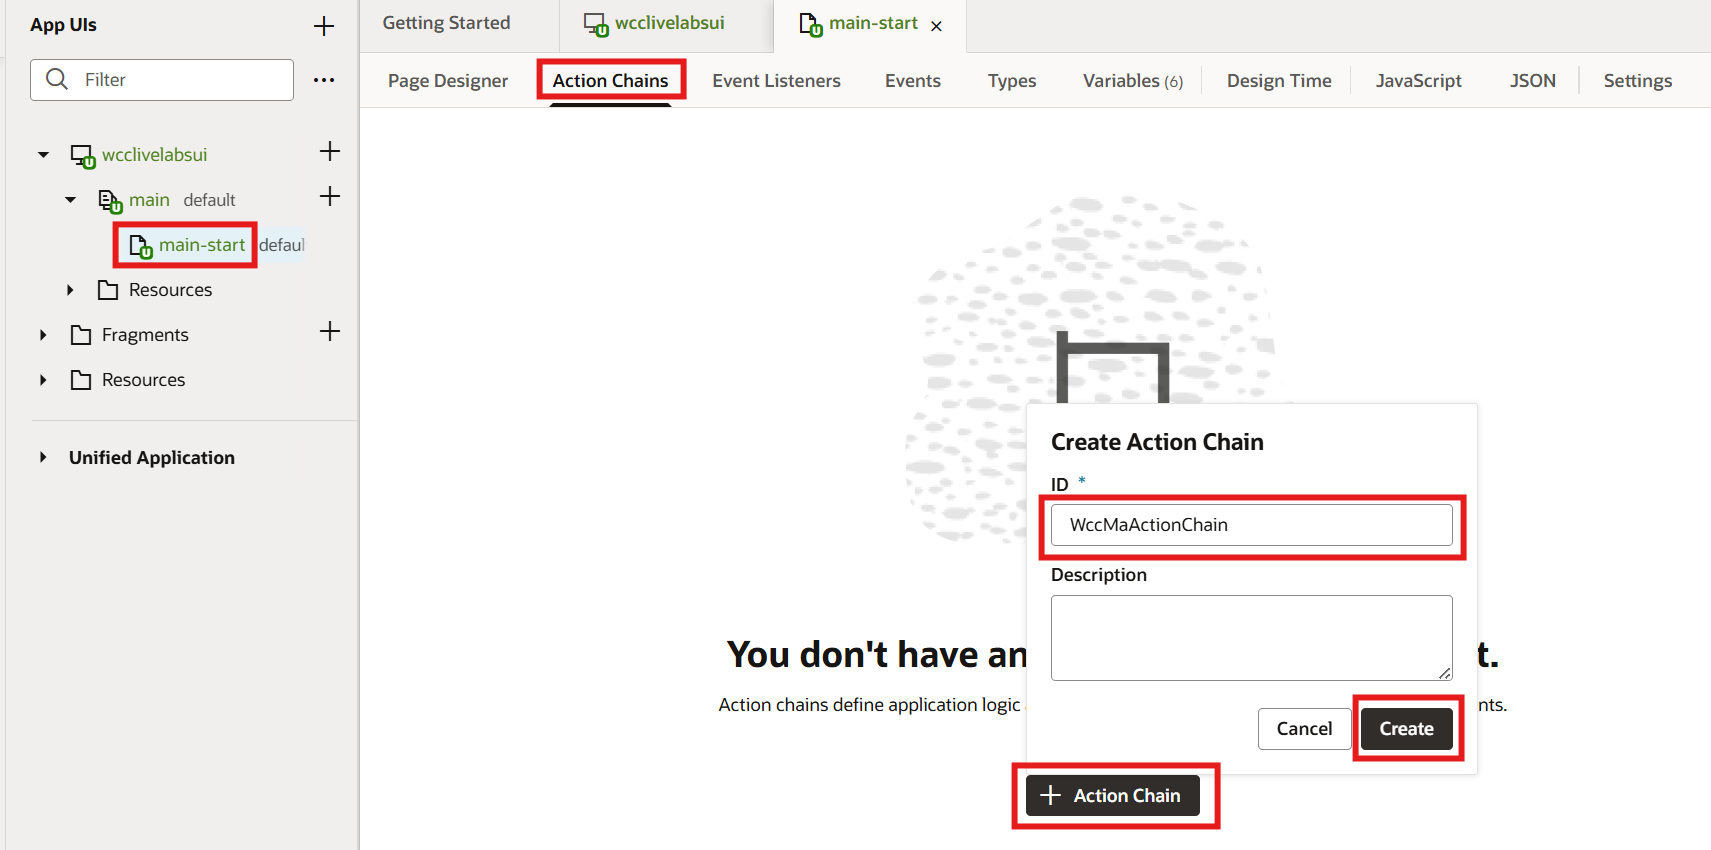 App UIs
Filter
wcclivelabsui
main default
main-start defaul
Resources
Fragments
Resources
Unified Application
Getting Started
wcclivelabsui
main-start
Page Designer
Action Chains
Event Listeners
Events
Types
Variables (6)
Design Time
JavaScript
JSON
Settings
Create Action Chain
ID *
WccMaActionChain
Description
You don't have an t.
Action chains define application logic nts.
Cancel
Create
Action Chain